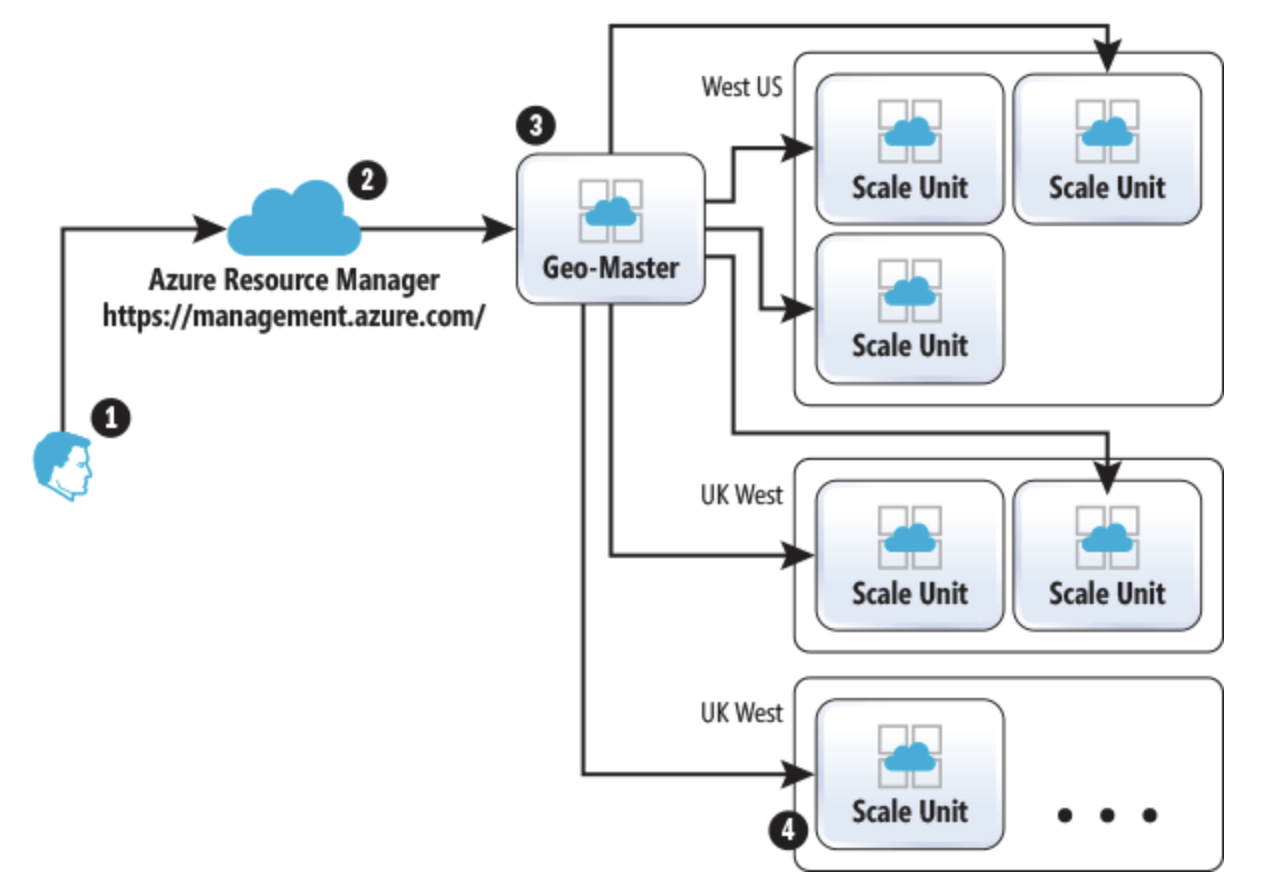 West US
3
Scale Unit
Scale Unit
2
Geo-Master
Azure Resource Manager
https://management.azure.com/
Scale Unit
1
UK West
Scale Unit
Scale Unit
UK West
Scale Unit
4